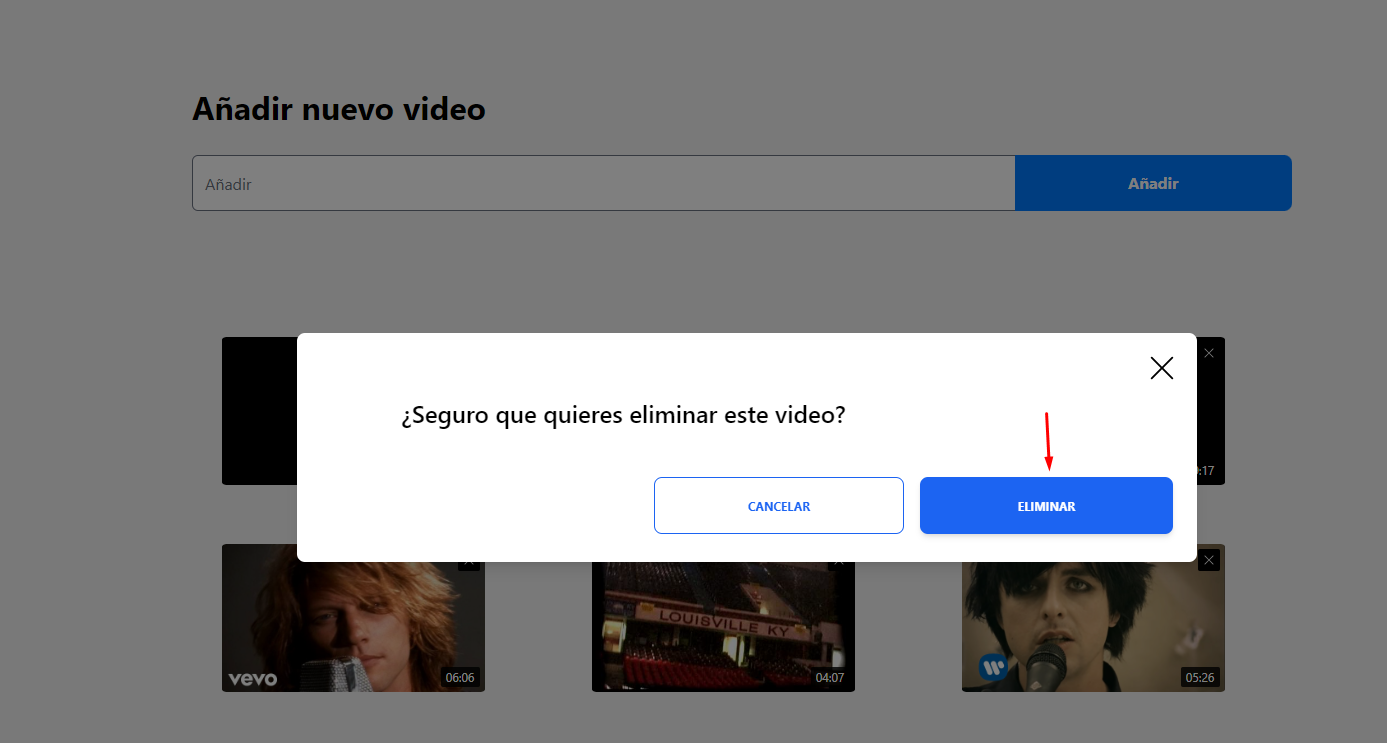 Añadir nuevo video
Añadir
Añadir
¿Seguro que quieres eliminar este video?
:17
CANCELAR
ELIMINAR
LOUISVILLE KY
vevo
06:06
04:07
05:26